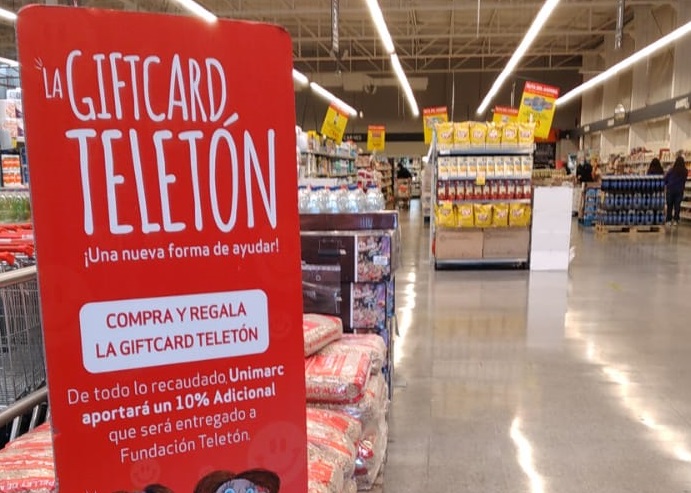 LA GIFTCARD
TELETÓN
¡Una nueva forma de ayudar!
COMPRA Y REGALA
LA GIFTCARD TELETÓN
De todo lo recaudado, Unimarc
aportará un 10% Adicional
que será entregado a
Fundación Teletón.